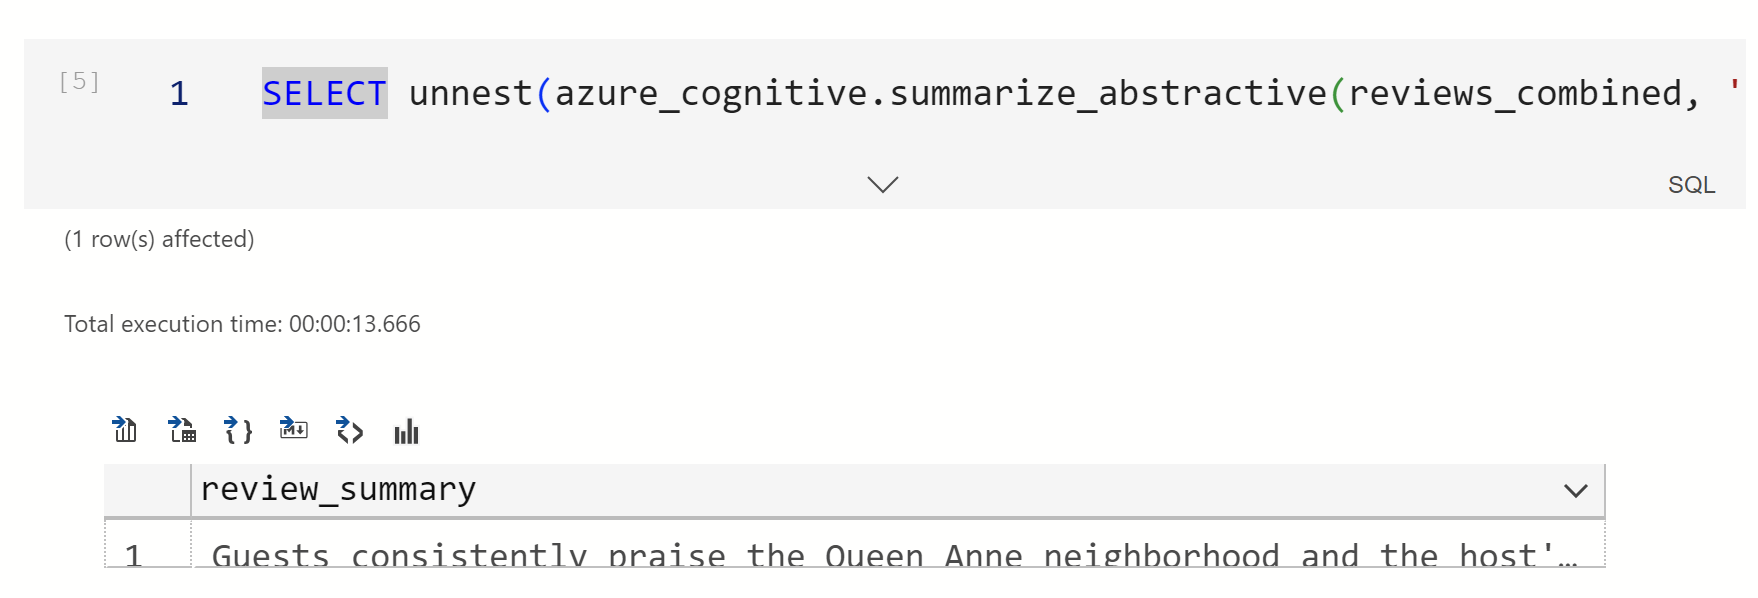 [5] 1 SELECT unnest(azure_cognitive.summarize_abstractive(reviews_combined, '
SQL
(1 row(s) affected)
Total execution time: 00:00:13.666
M
review_summary
1 Guests consistently praise the Queen Anne neighborhood and the host'…